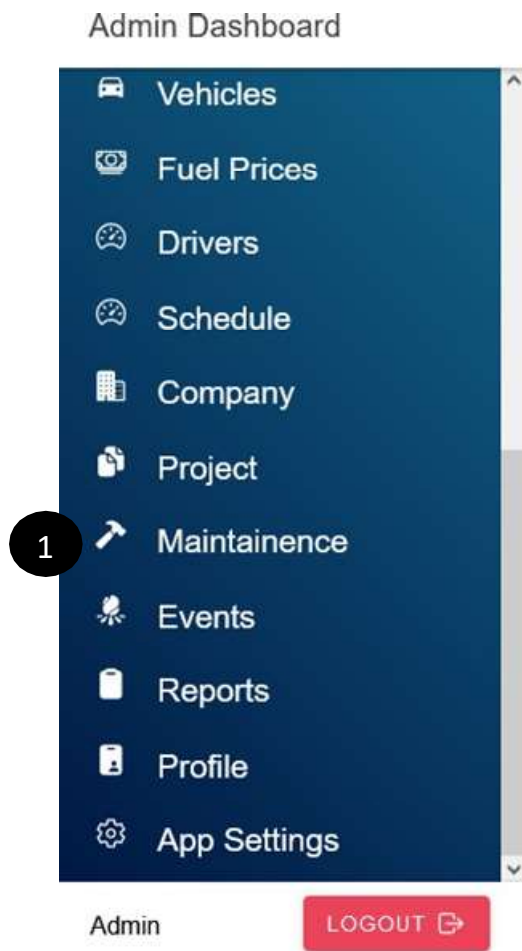 Admin Dashboard
Vehicles
Fuel Prices
Drivers
Schedule
Company
Project
1 Maintainence
Events
Reports
Profile
App Settings
Admin LOGOUT